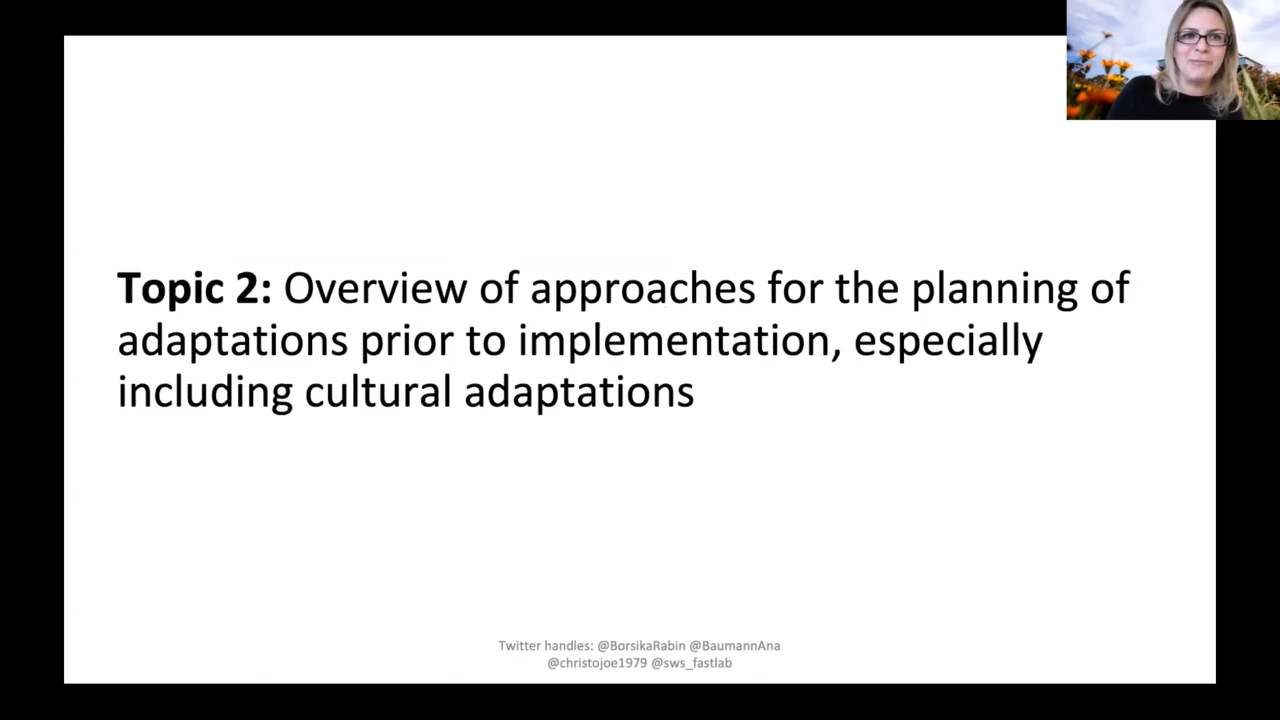 Topic 2: Overview of approaches for the planning of
adaptations prior to implementation, especially
including cultural adaptations
Twitter handles: @BorsikaRabin @BaumannAna
@christojoe1979 @sws_fastlab